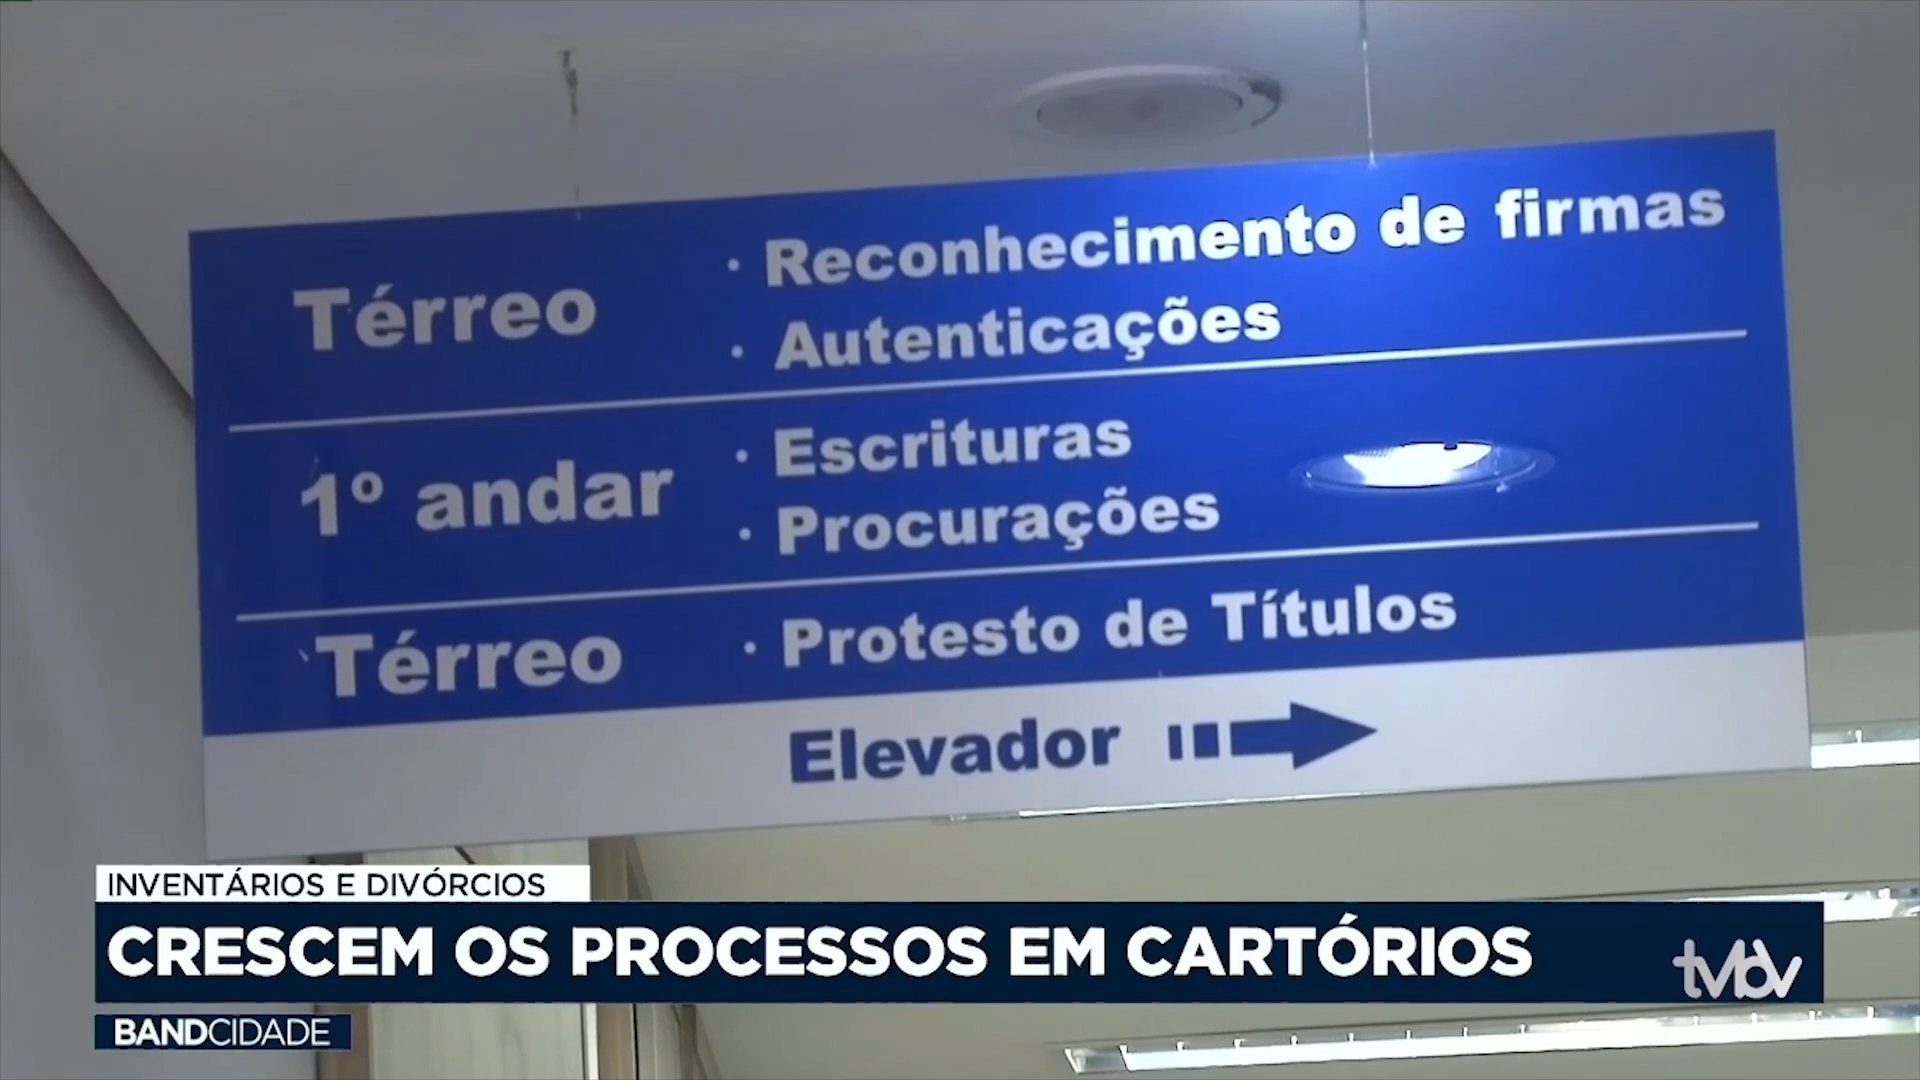 Térreo
· Reconhecimento de firmas
· Autenticações
1º andar
· Escrituras
· Procurações
Térreo
· Protesto de Títulos
Elevador
INVENTÁRIOS E DIVÓRCIOS
CRESCEM OS PROCESSOS EM CARTÓRIOS
tvbv
BANDCIDADE